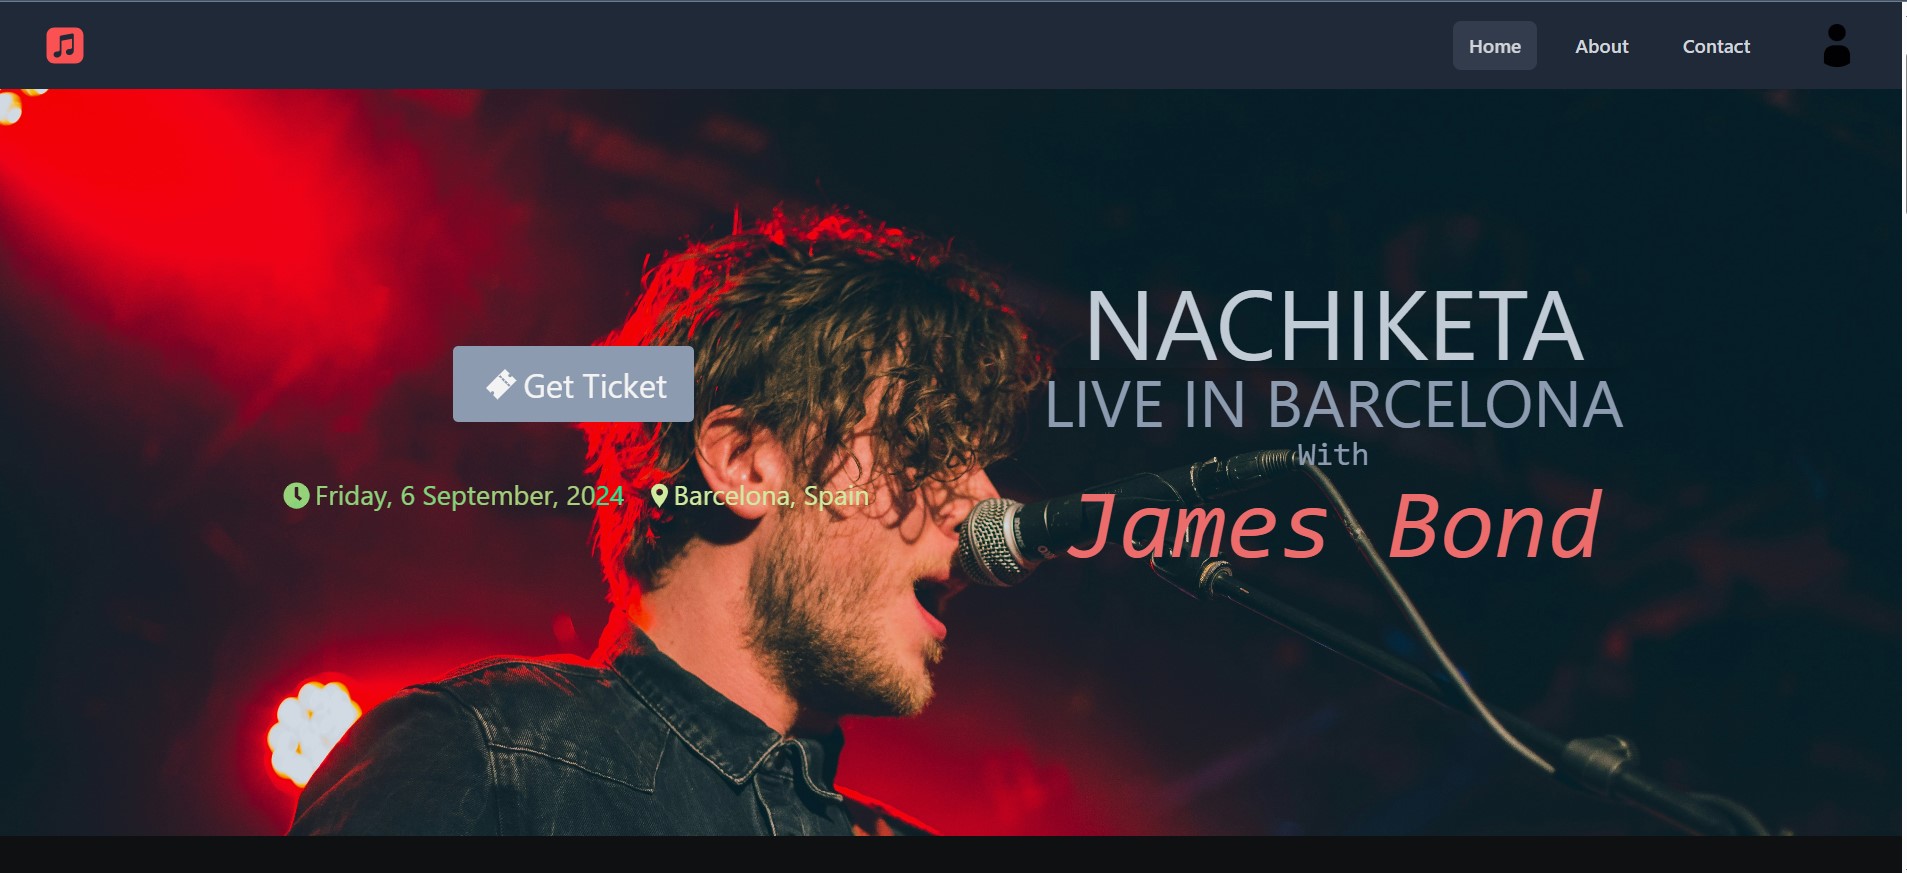 Home About Contact
NACHIKETA
LIVE IN BARCELONA
With
James Bond
Get Ticket
Friday, 6 September, 2024 Barcelona, Spain